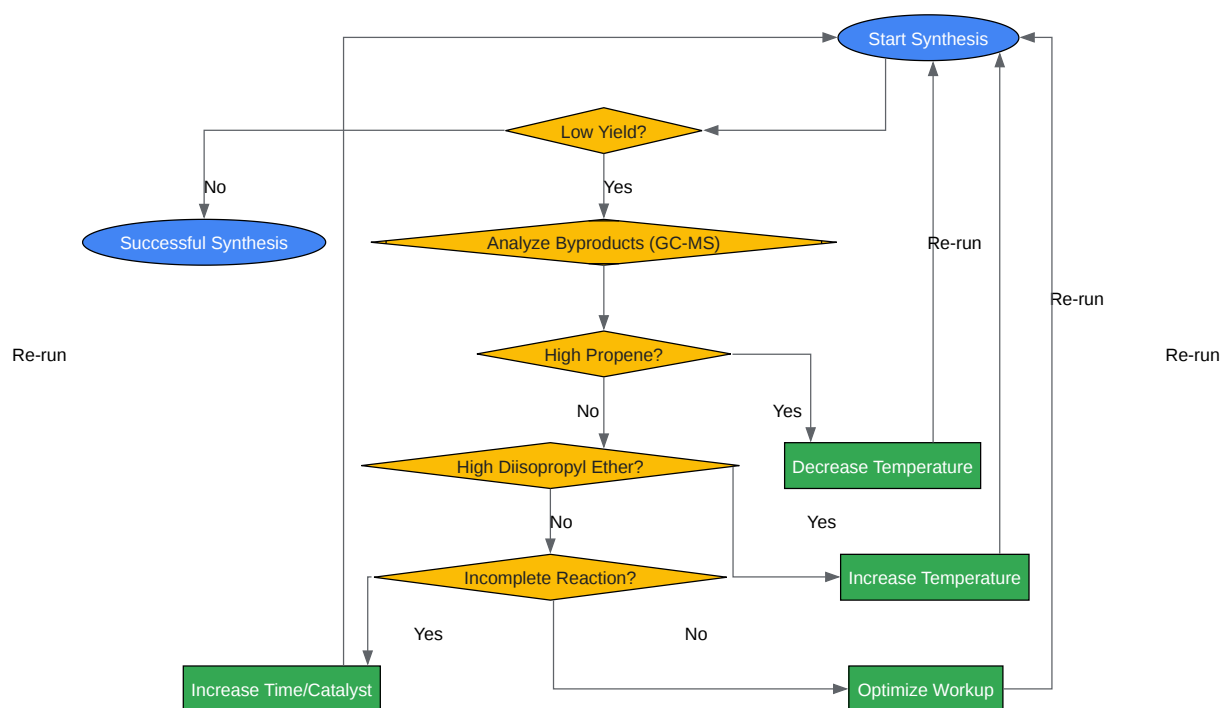 Start Synthesis
Low Yield?
No
Yes
Successful Synthesis
Analyze Byproducts (GC-MS)
Re-run
Re-run
Re-run
High Propene?
Re-run
No
Yes
High Diisopropyl Ether?
Decrease Temperature
No
Yes
Incomplete Reaction?
Increase Temperature
Yes
No
Increase Time/Catalyst
Optimize Workup